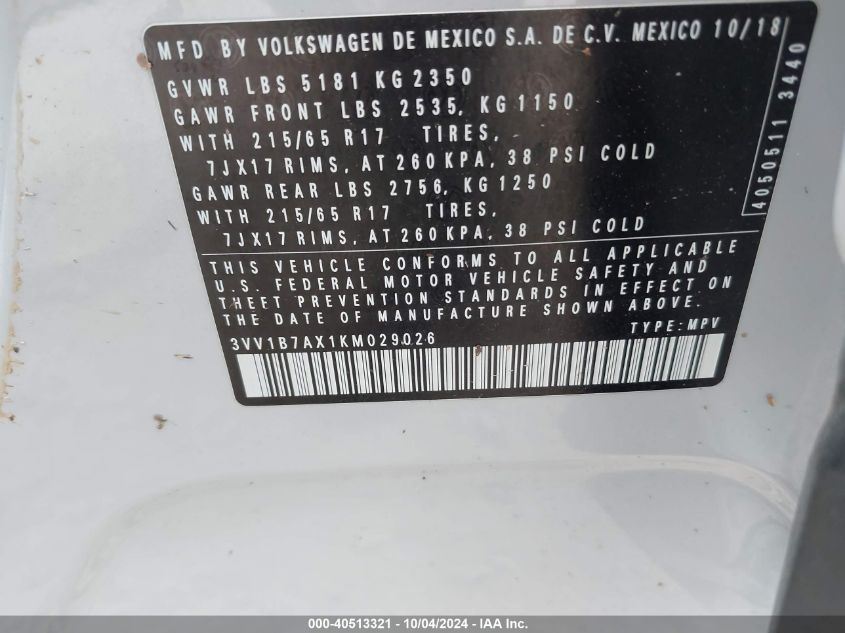 MFD BY VOLKSWAGEN DE MEXICO S.A. DE C.V. MEXICO 10/18
GVWR LBS 5181 KG 2350
GAWR FRONT LBS 2535, KG 1150
WITH 215/65 R17 TIRES,
7JX17 RIMS, AT 260 KPA, 38 PSI COLD
GAWR REAR LBS 2756, KG 1250
WITH 215/65 R17 TIRES,
7JX17 RIMS, AT 260 KPA, 38 PSI COLD
4050511 3440
THIS VEHICLE CONFORMS TO ALL APPLICABLE
U.S. FEDERAL MOTOR VEHICLE SAFETY AND
THEFT PREVENTION STANDARDS IN EFFECT ON
THE DATE OF MANUFACTURE SHOWN ABOVE.
TYPE: MPV
3VV1B7AX1KM029026
000-40513321 - 10/04/2024 - IAA Inc.